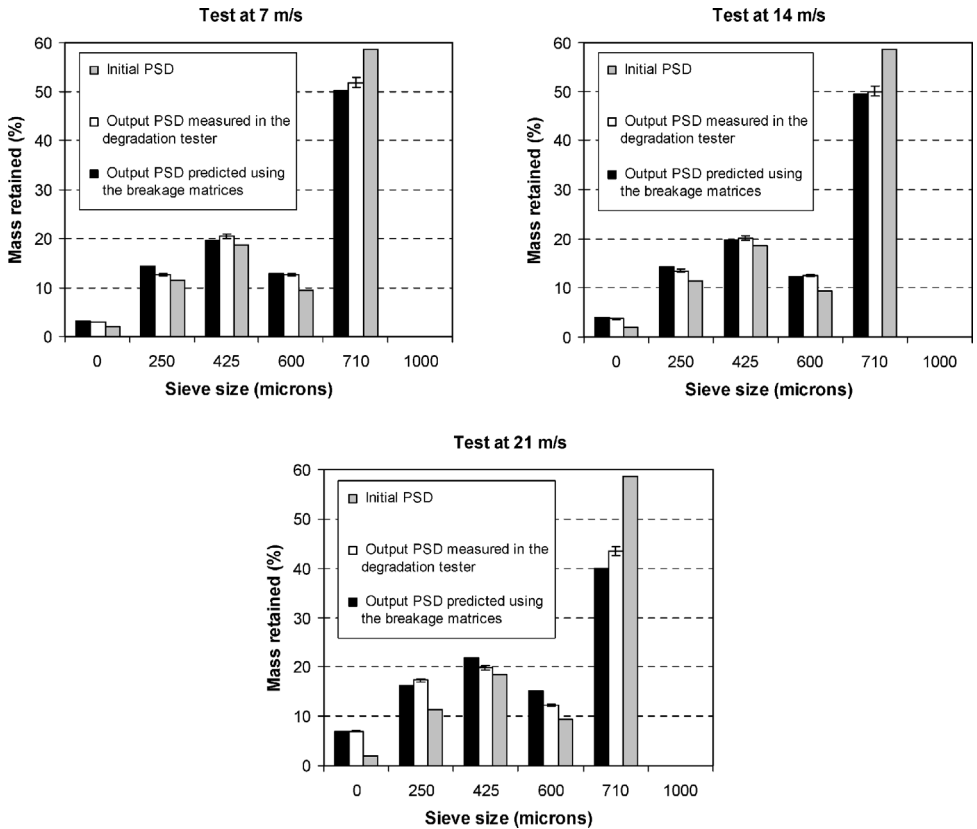 Test at 7 m/s
60
50
40
30
20
10
0
Mass retained (%)
Initial PSD
Output PSD measured in the
degradation tester
Output PSD predicted using
the breakage matrices
0 250 425 600 710 1000
Sieve size (microns)
Test at 14 m/s
60
50
40
30
20
10
0
Mass retained (%)
Initial PSD
Output PSD measured in the
degradation tester
Output PSD predicted using
the breakage matrices
0 250 425 600 710 1000
Sieve size (microns)
Test at 21 m/s
60
50
40
30
20
10
0
Mass retained (%)
Initial PSD
Output PSD measured in the
degradation tester
Output PSD predicted using
the breakage matrices
0 250 425 600 710 1000
Sieve size (microns)